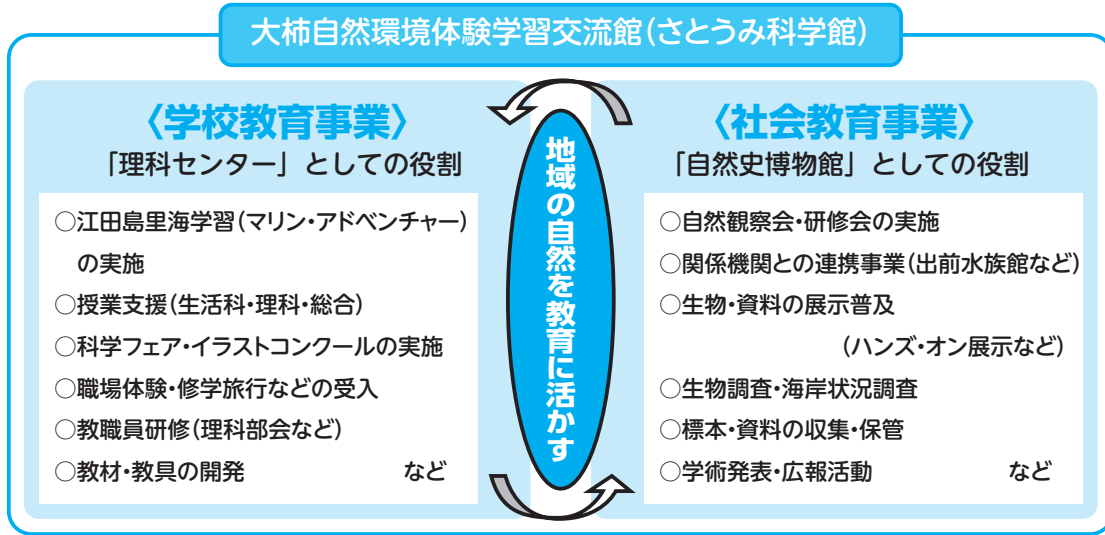 大柿自然環境体験学習交流館(さとうみ科学館)
〈学校教育事業〉
「理科センター」としての役割
○江田島里海学習(マリン・アドベンチャー)
の実施
○授業支援(生活科・理科・総合)
○科学フェア・イラストコンクールの実施
○職場体験・修学旅行などの受入
○教職員研修(理科部会など)
○教材・教具の開発 など
地域の自然を教育に活かす
〈社会教育事業〉
「自然史博物館」としての役割
○自然観察会・研修会の実施
○関係機関との連携事業(出前水族館など)
○生物・資料の展示普及
(ハンズ・オン展示など)
○生物調査・海岸状況調査
○標本・資料の収集・保管
○学術発表・広報活動 など